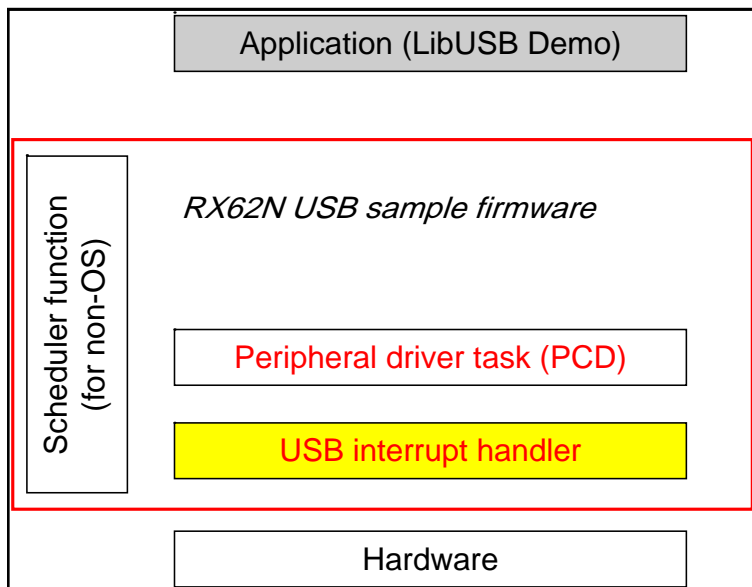 Application (LibUSB Demo)
Scheduler function
(for non-OS)
RX62N USB sample firmware
Peripheral driver task (PCD)
USB interrupt handler
Hardware